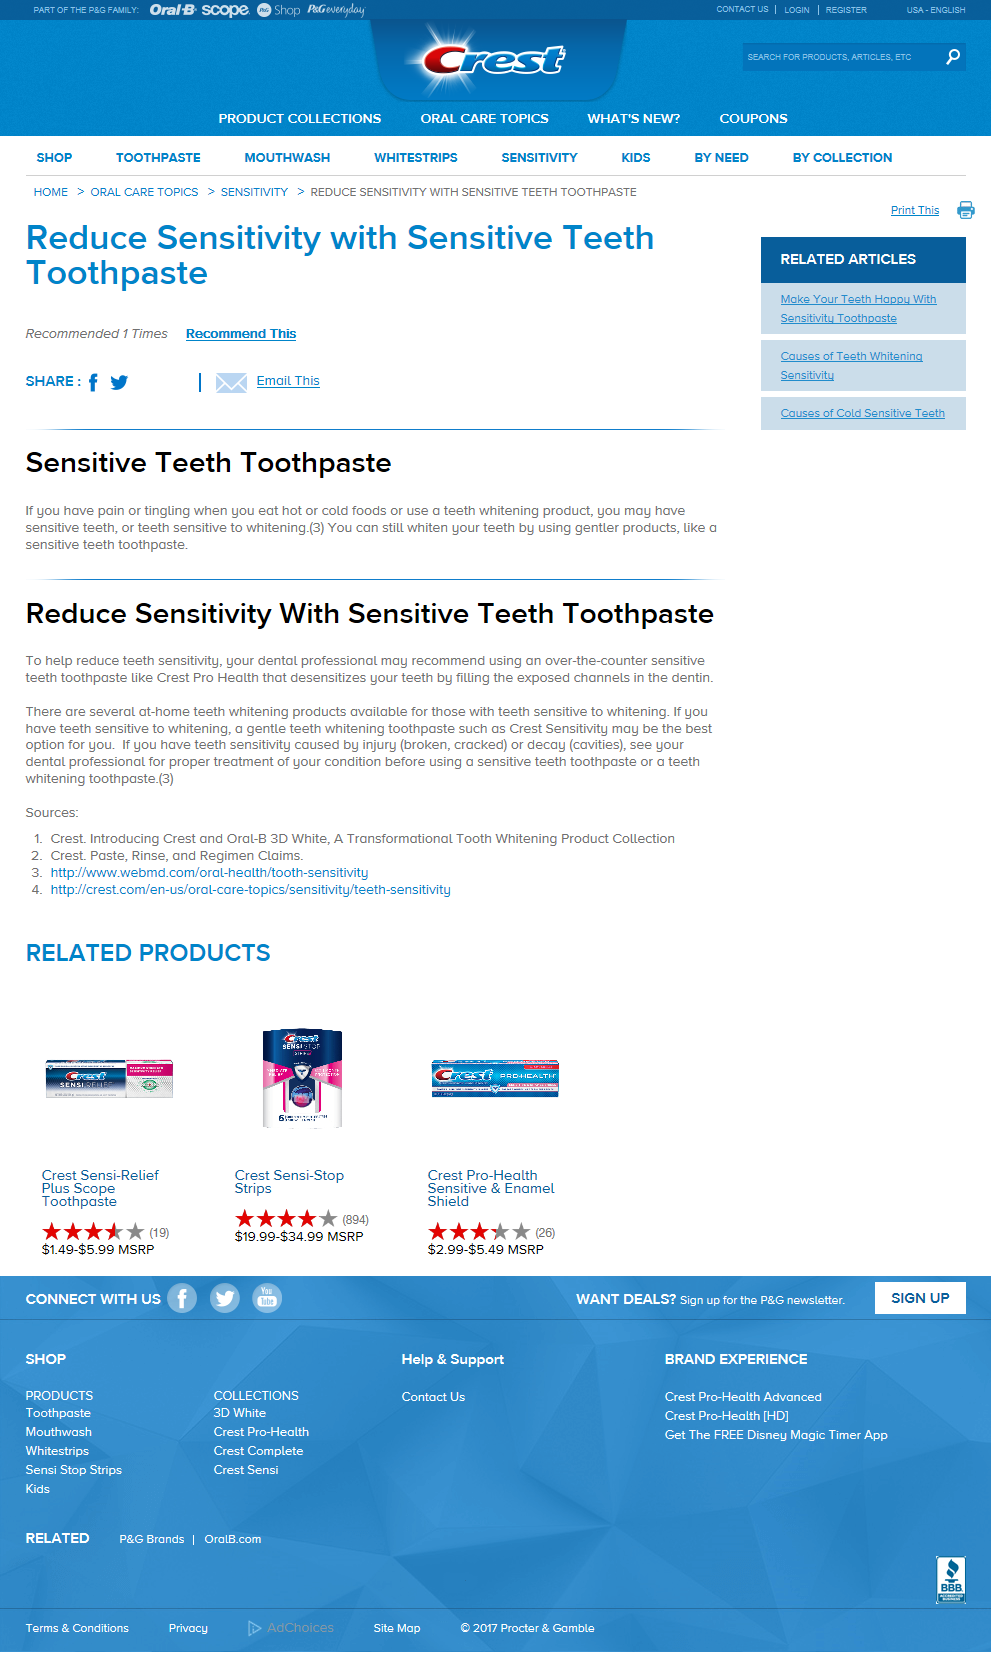 PART OF THE P&G FAMILY: Oral-B scope. P&G Shop P&G everyday
CONTACT US | LOGIN | REGISTER USA - ENGLISH
Crest
SEARCH FOR PRODUCTS, ARTICLES, ETC
PRODUCT COLLECTIONS ORAL CARE TOPICS WHAT'S NEW? COUPONS
SHOP TOOTHPASTE MOUTHWASH WHITESTRIPS SENSITIVITY KIDS BY NEED BY COLLECTION
HOME > ORAL CARE TOPICS > SENSITIVITY > REDUCE SENSITIVITY WITH SENSITIVE TEETH TOOTHPASTE
Print This
Reduce Sensitivity with Sensitive Teeth
Toothpaste
Recommended 1 Times Recommend This
SHARE : | Email This
RELATED ARTICLES
Make Your Teeth Happy With
Sensitivity Toothpaste
Causes of Teeth Whitening
Sensitivity
Causes of Cold Sensitive Teeth
Sensitive Teeth Toothpaste
If you have pain or tingling when you eat hot or cold foods or use a teeth whitening product, you may have
sensitive teeth, or teeth sensitive to whitening.(3) You can still whiten your teeth by using gentler products, like a
sensitive teeth toothpaste.
Reduce Sensitivity With Sensitive Teeth Toothpaste
To help reduce teeth sensitivity, your dental professional may recommend using an over-the-counter sensitive
teeth toothpaste like Crest Pro Health that desensitizes your teeth by filling the exposed channels in the dentin.
There are several at-home teeth whitening products available for those with teeth sensitive to whitening. If you
have teeth sensitive to whitening, a gentle teeth whitening toothpaste such as Crest Sensitivity may be the best
option for you. If you have teeth sensitivity caused by injury (broken, cracked) or decay (cavities), see your
dental professional for proper treatment of your condition before using a sensitive teeth toothpaste or a teeth
whitening toothpaste.(3)
Sources:
1. Crest. Introducing Crest and Oral-B 3D White, A Transformational Tooth Whitening Product Collection
2. Crest. Paste, Rinse, and Regimen Claims.
3. http://www.webmd.com/oral-health/tooth-sensitivity
4. http://crest.com/en-us/oral-care-topics/sensitivity/teeth-sensitivity
RELATED PRODUCTS
Crest
SENSI RELIEF
Crest
SENSI STOP
STRIPS
Crest PRO-HEALTH
Crest Sensi-Relief
Plus Scope
Toothpaste
(19)
$1.49-$5.99 MSRP
Crest Sensi-Stop
Strips
(894)
$19.99-$34.99 MSRP
Crest Pro-Health
Sensitive & Enamel
Shield
(26)
$2.99-$5.49 MSRP
CONNECT WITH US You Tube
WANT DEALS? Sign up for the P&G newsletter. SIGN UP
SHOP
PRODUCTS
Toothpaste
Mouthwash
Whitestrips
Sensi Stop Strips
Kids
COLLECTIONS
3D White
Crest Pro-Health
Crest Complete
Crest Sensi
Help & Support
Contact Us
BRAND EXPERIENCE
Crest Pro-Health Advanced
Crest Pro-Health [HD]
Get The FREE Disney Magic Timer App
RELATED P&G Brands | OralB.com
BBB
Terms & Conditions Privacy AdChoices Site Map © 2017 Procter & Gamble